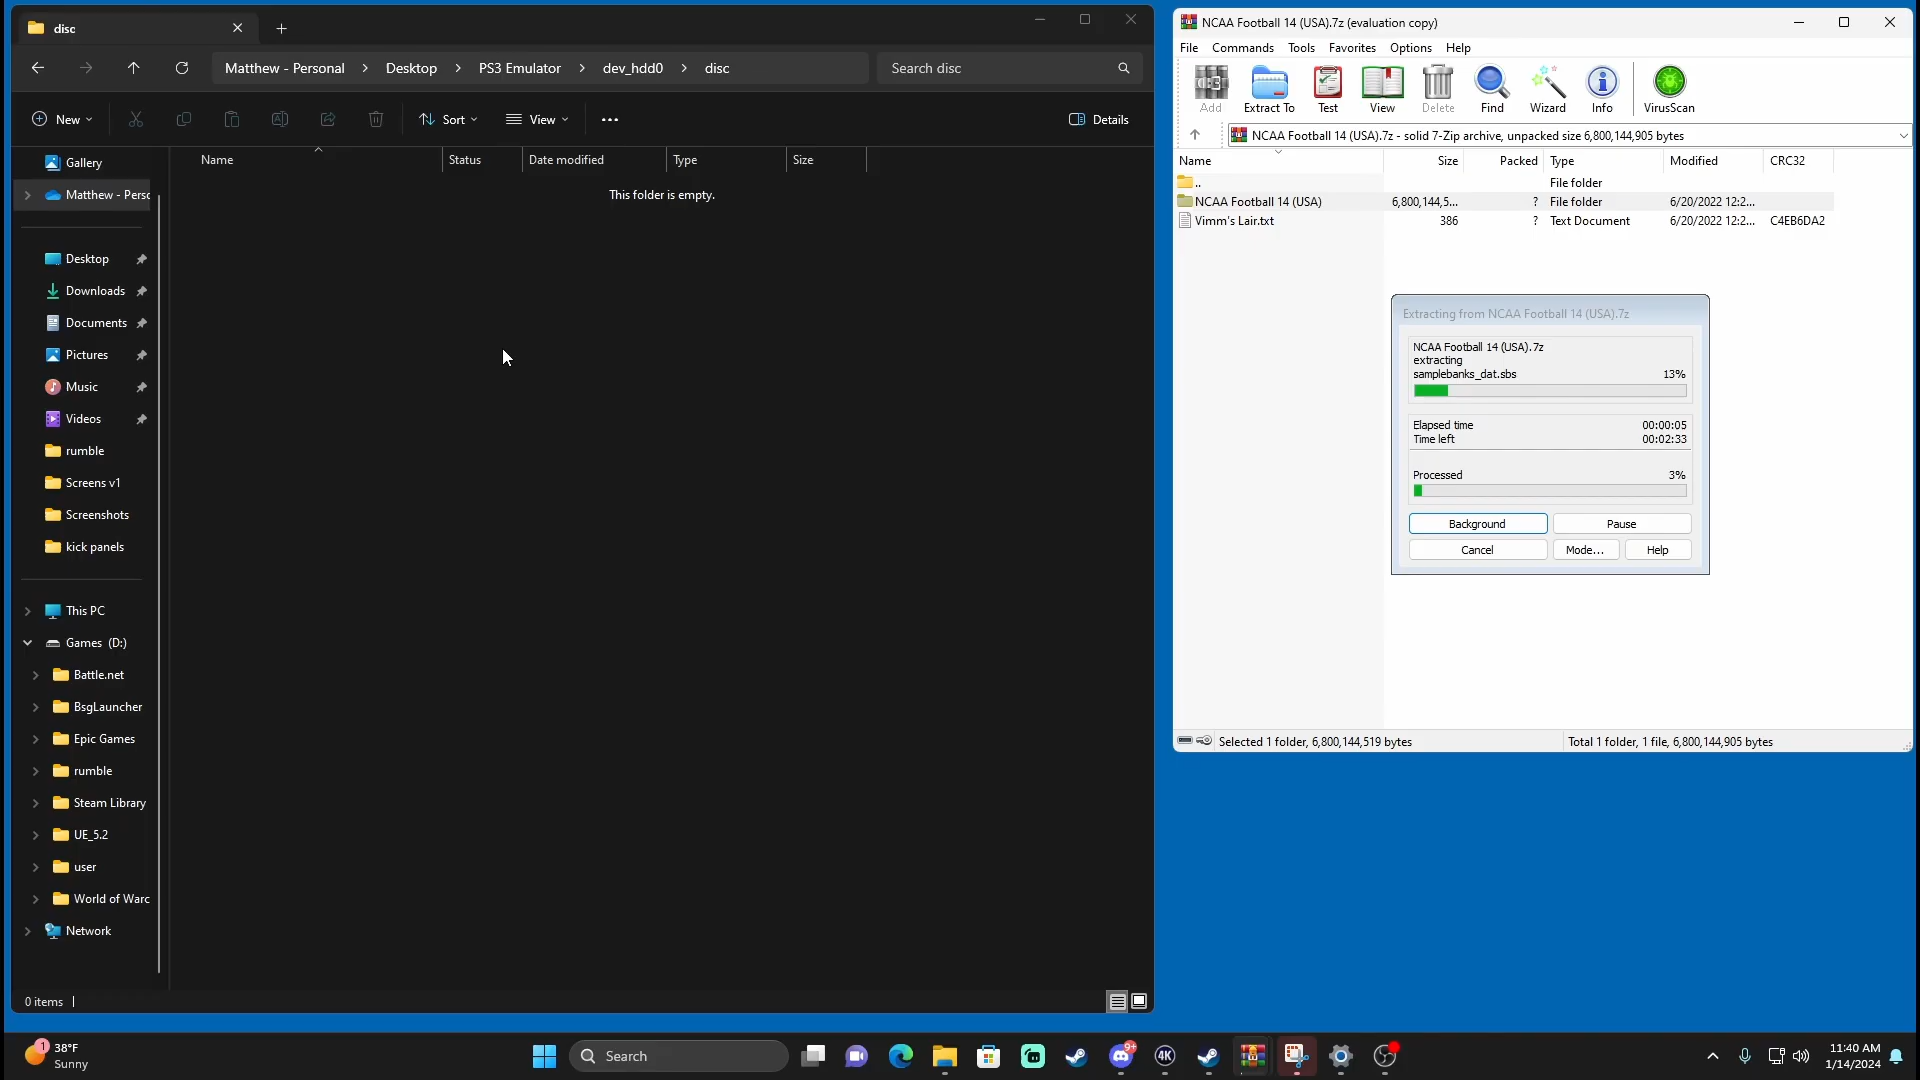 disc
Matthew - Personal > Desktop > PS3 Emulator > dev_hdd0 > disc
Search disc
New
Sort
View
Details
Name
Status
Date modified
Type
Size
This folder is empty.
Gallery
Matthew - Perso
Desktop
Downloads
Documents
Pictures
Music
Videos
rumble
Screens v1
Screenshots
kick panels
This PC
Games (D:)
Battle.net
BsgLauncher
Epic Games
rumble
Steam Library
UE_5.2
user
World of Warc
Network
0 items
NCAA Football 14 (USA).7z (evaluation copy)
File Commands Tools Favorites Options Help
Add
Extract To
Test
View
Delete
Find
Wizard
Info
VirusScan
NCAA Football 14 (USA).7z - solid 7-Zip archive, unpacked size 6,800,144,905 bytes
Name Size Packed Type Modified CRC32
.. File folder
NCAA Football 14 (USA) 6,800,144,5... ? File folder 6/20/2022 12:2...
Vimm's Lair.txt 386 ? Text Document 6/20/2022 12:2... C4EB6DA2
Extracting from NCAA Football 14 (USA).7z
NCAA Football 14 (USA).7z
extracting
samplebanks_dat.sbs 13%
Elapsed time 00:00:05
Time left 00:02:33
Processed 3%
Background
Pause
Cancel
Mode...
Help
Selected 1 folder, 6,800,144,519 bytes
Total 1 folder, 1 file, 6,800,144,905 bytes
1
38°F
Sunny
Search
9+
4K
11:40 AM
1/14/2024